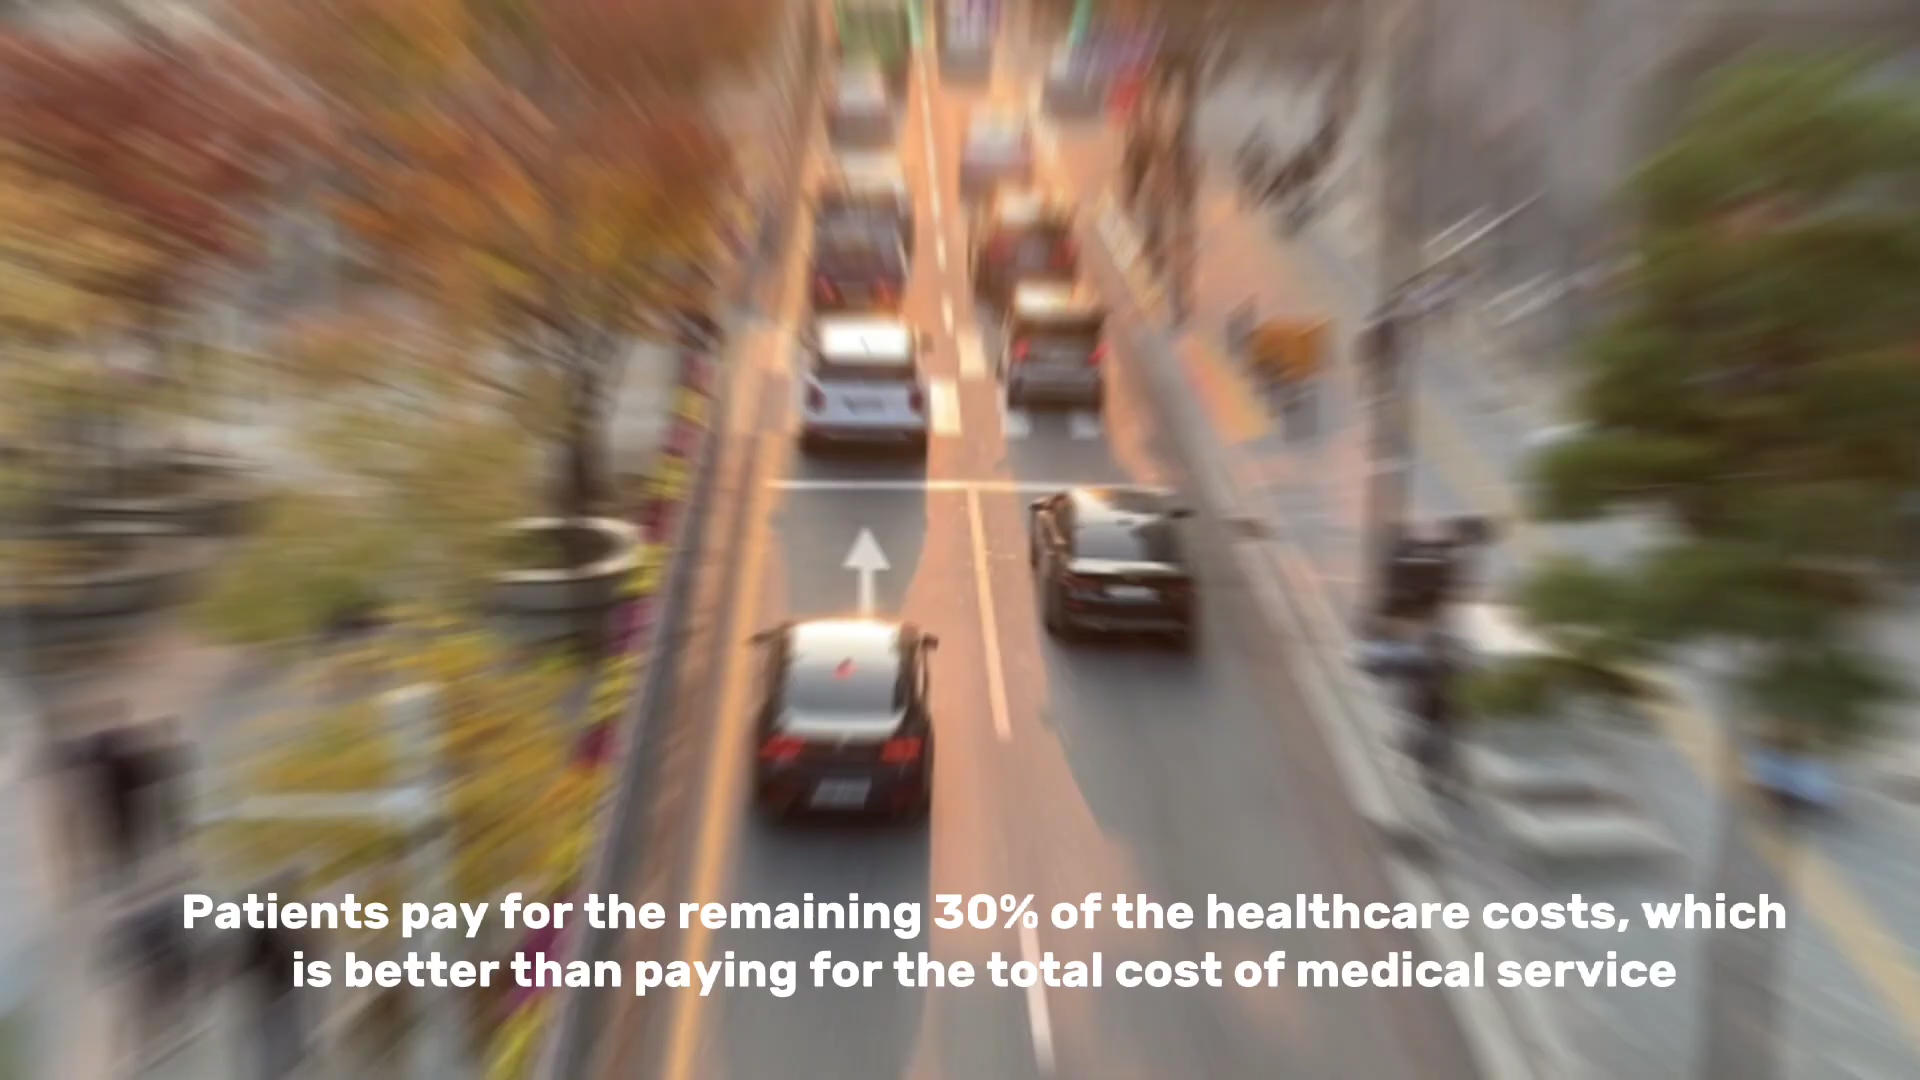 Patients pay for the remaining 30% of the healthcare costs, which
is better than paying for the total cost of medical service